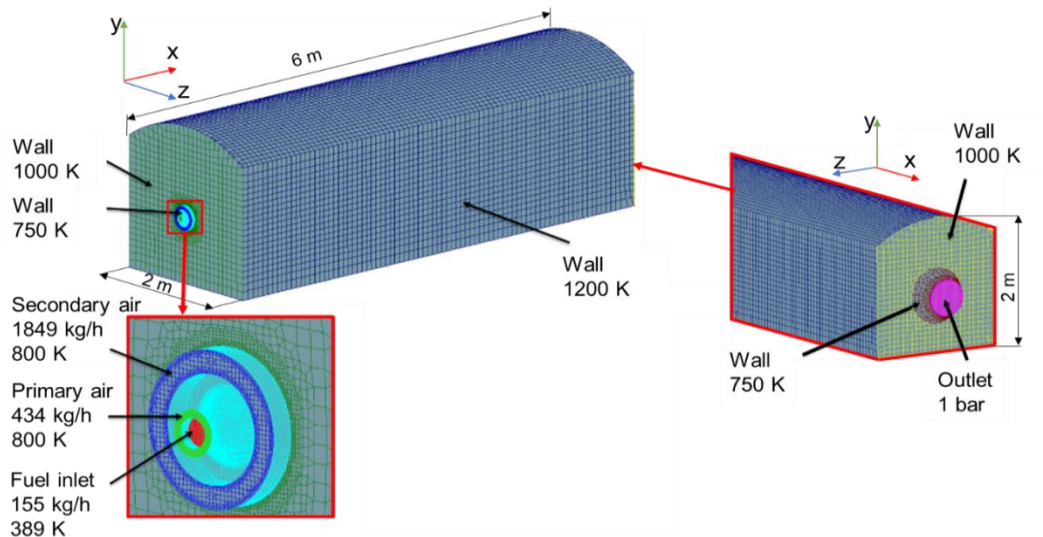 y
x
z
6 m
Wall
1000 K
Wall
750 K
2 m
Wall
1200 K
Secondary air
1849 kg/h
800 K
Primary air
434 kg/h
800 K
Fuel inlet
155 kg/h
389 K
y
z
x
Wall
1000 K
2 m
Wall
750 K
Outlet
1 bar